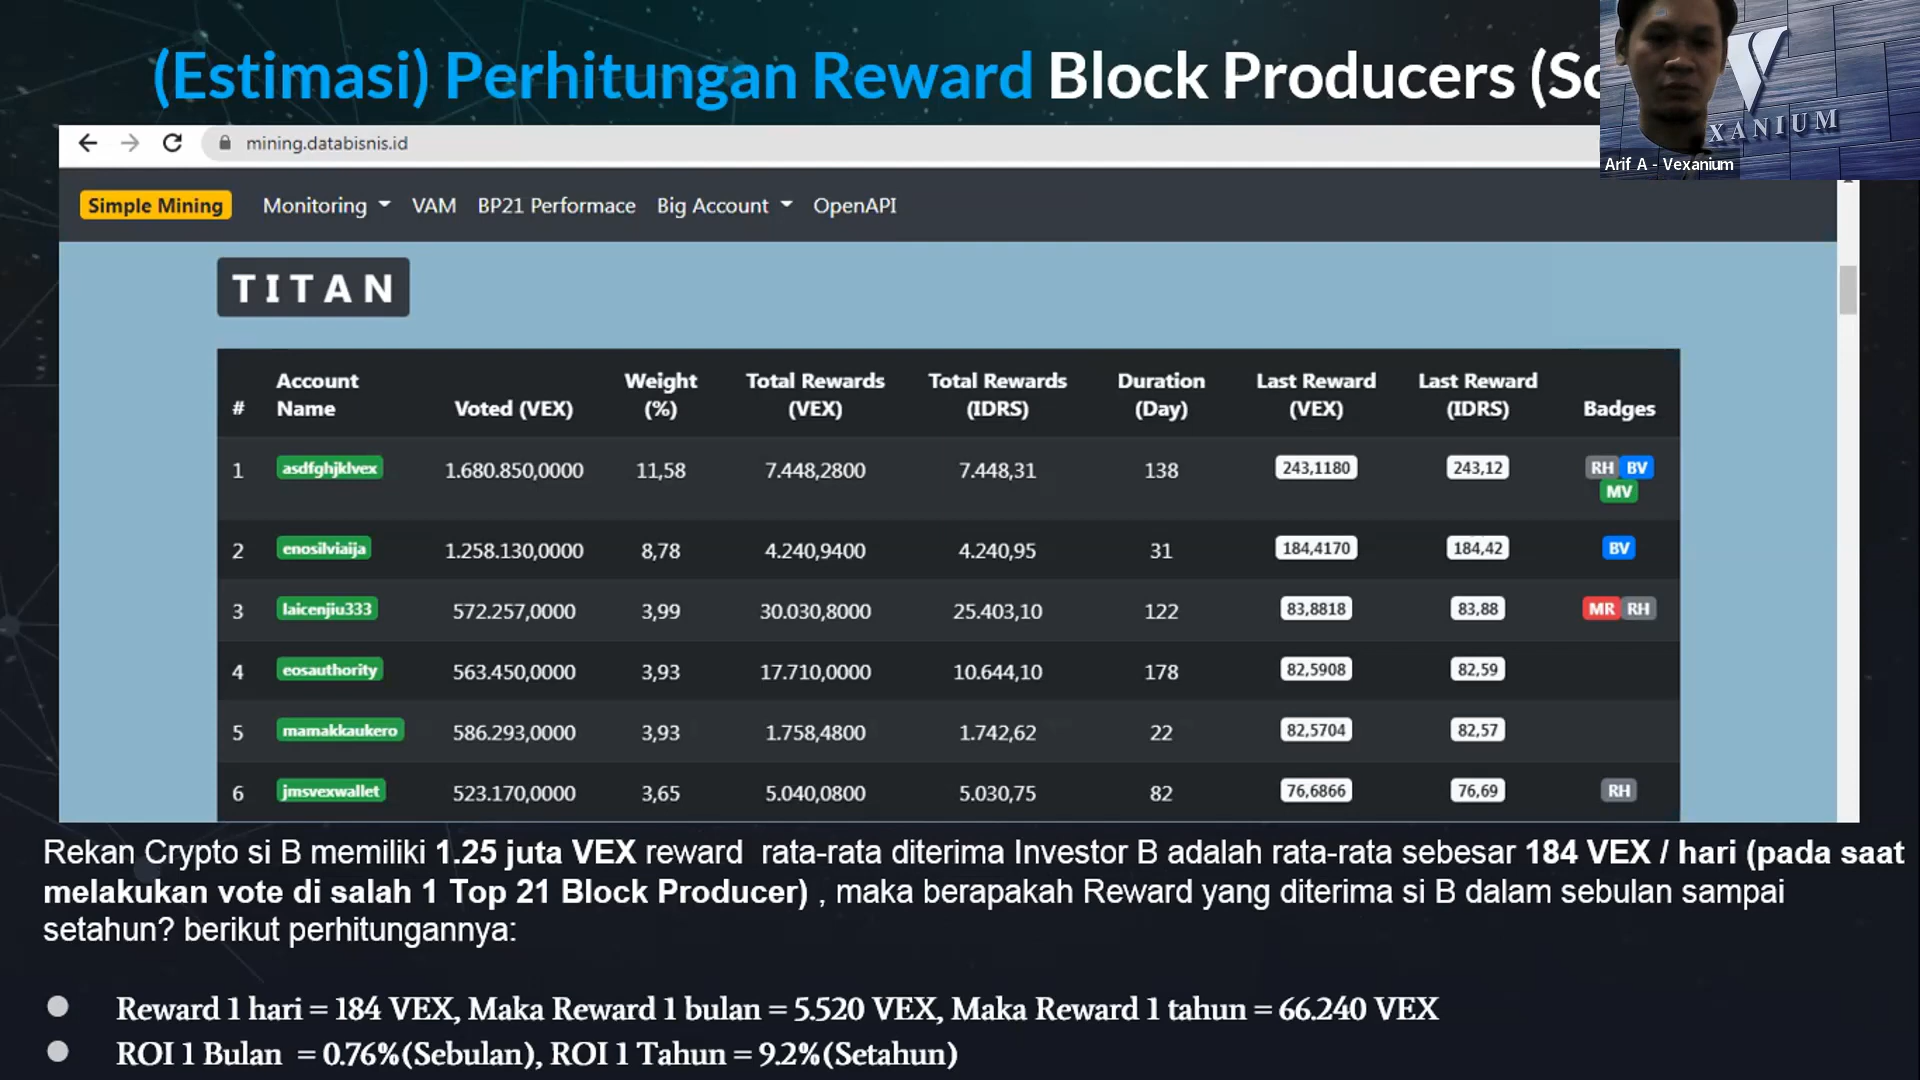 (Estimasi) Perhitungan Reward Block Producers (Sc
XANIUM
Arif A - Vexanium
mining.databisnis.id
Simple Mining Monitoring VAM BP21 Performace Big Account OpenAPI
TITAN
# Account Name Voted (VEX) Weight (%) Total Rewards (VEX) Total Rewards (IDRS) Duration (Day) Last Reward (VEX) Last Reward (IDRS) Badges
1 asdfghjklvex 1.680.850,0000 11,58 7.448,2800 7.448,31 138 243,1180 243,12 RH BV MV
2 enosilviaija 1.258.130,0000 8,78 4.240,9400 4.240,95 31 184,4170 184,42 BV
3 laicenjiu333 572.257,0000 3,99 30.030,8000 25.403,10 122 83,8818 83,88 MR RH
4 eosauthority 563.450,0000 3,93 17.710,0000 10.644,10 178 82,5908 82,59
5 mamakkaukero 586.293,0000 3,93 1.758,4800 1.742,62 22 82,5704 82,57
6 jmsvexwallet 523.170,0000 3,65 5.040,0800 5.030,75 82 76,6866 76,69 RH
Rekan Crypto si B memiliki 1.25 juta VEX reward rata-rata diterima Investor B adalah rata-rata sebesar 184 VEX / hari (pada saat
melakukan vote di salah 1 Top 21 Block Producer) , maka berapakah Reward yang diterima si B dalam sebulan sampai
setahun? berikut perhitungannya:
● Reward 1 hari = 184 VEX, Maka Reward 1 bulan = 5.520 VEX, Maka Reward 1 tahun = 66.240 VEX
● ROI 1 Bulan = 0.76%(Sebulan), ROI 1 Tahun = 9.2%(Setahun)